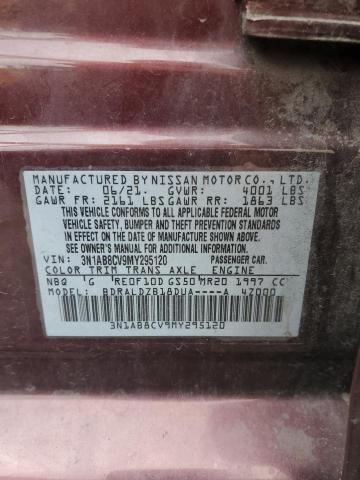 MANUFACTURED BY NISSAN MOTOR CO., LTD.
DATE: 06/21. GVWR: 4001 LBS
GAWR FR: 2161 LBS GAWR RR: 1863 LBS
THIS VEHICLE CONFORMS TO ALL APPLICABLE FEDERAL MOTOR
VEHICLE SAFETY, BUMPER AND THEFT PREVENTION STANDARDS
IN EFFECT ON THE DATE OF MANUFACTURE SHOWN ABOVE.
SEE OWNER'S MANUAL FOR ADDITIONAL INFORMATION
VIN: 3N1AB8CV9MY295120 PASSENGER CAR.
COLOR TRIM TRANS AXLE ENGINE
NBQ G REOF10D GS50 MR20 1997 CC
MODEL: BDRALDZB18DUA----A 47000
3N1AB8CV9MY295120